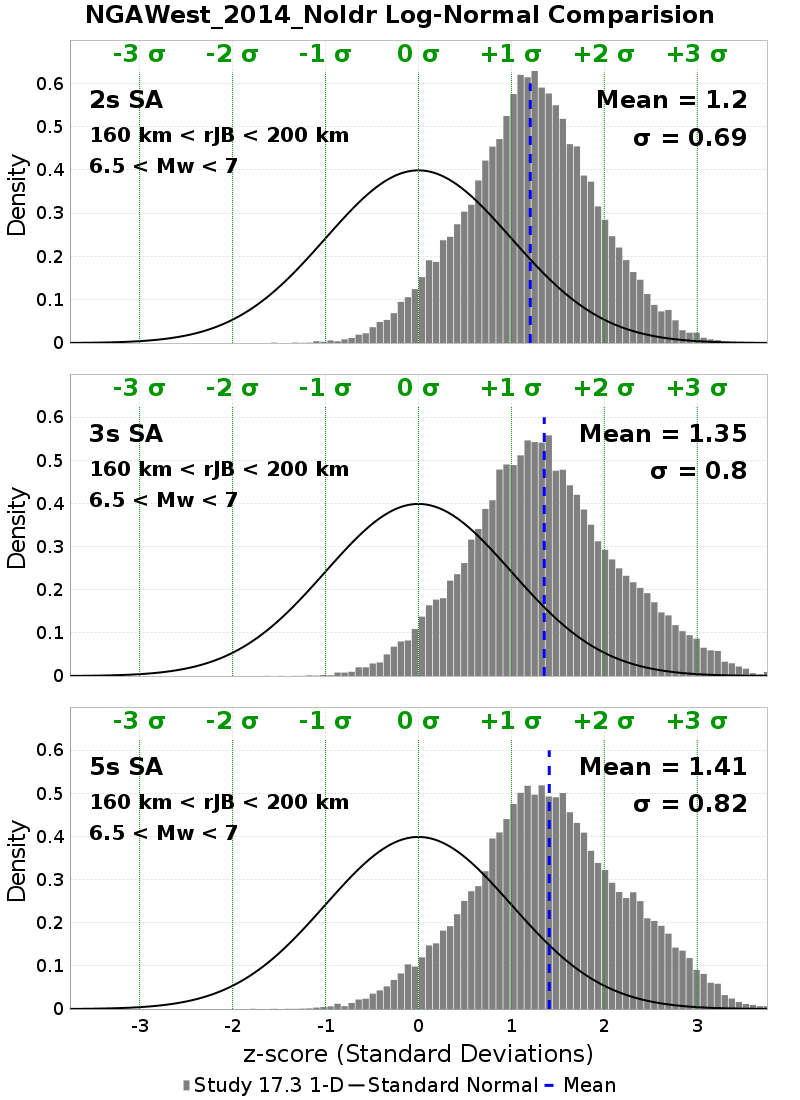 NGAWest_2014_NoIdr Log-Normal Comparision
-3 σ -2 σ -1 σ 0 σ +1 σ +2 σ +3 σ
2s SA
160 km < rJB < 200 km
6.5 < Mw < 7
Mean = 1.2
σ = 0.69
Density
0.6
0.5
0.4
0.3
0.2
0.1
0
-3 σ -2 σ -1 σ 0 σ +1 σ +2 σ +3 σ
3s SA
160 km < rJB < 200 km
6.5 < Mw < 7
Mean = 1.35
σ = 0.8
Density
0.6
0.5
0.4
0.3
0.2
0.1
0
-3 σ -2 σ -1 σ 0 σ +1 σ +2 σ +3 σ
5s SA
160 km < rJB < 200 km
6.5 < Mw < 7
Mean = 1.41
σ = 0.82
Density
0.6
0.5
0.4
0.3
0.2
0.1
0
-3 -2 -1 0 1 2 3
z-score (Standard Deviations)
Study 17.3 1-D Standard Normal Mean